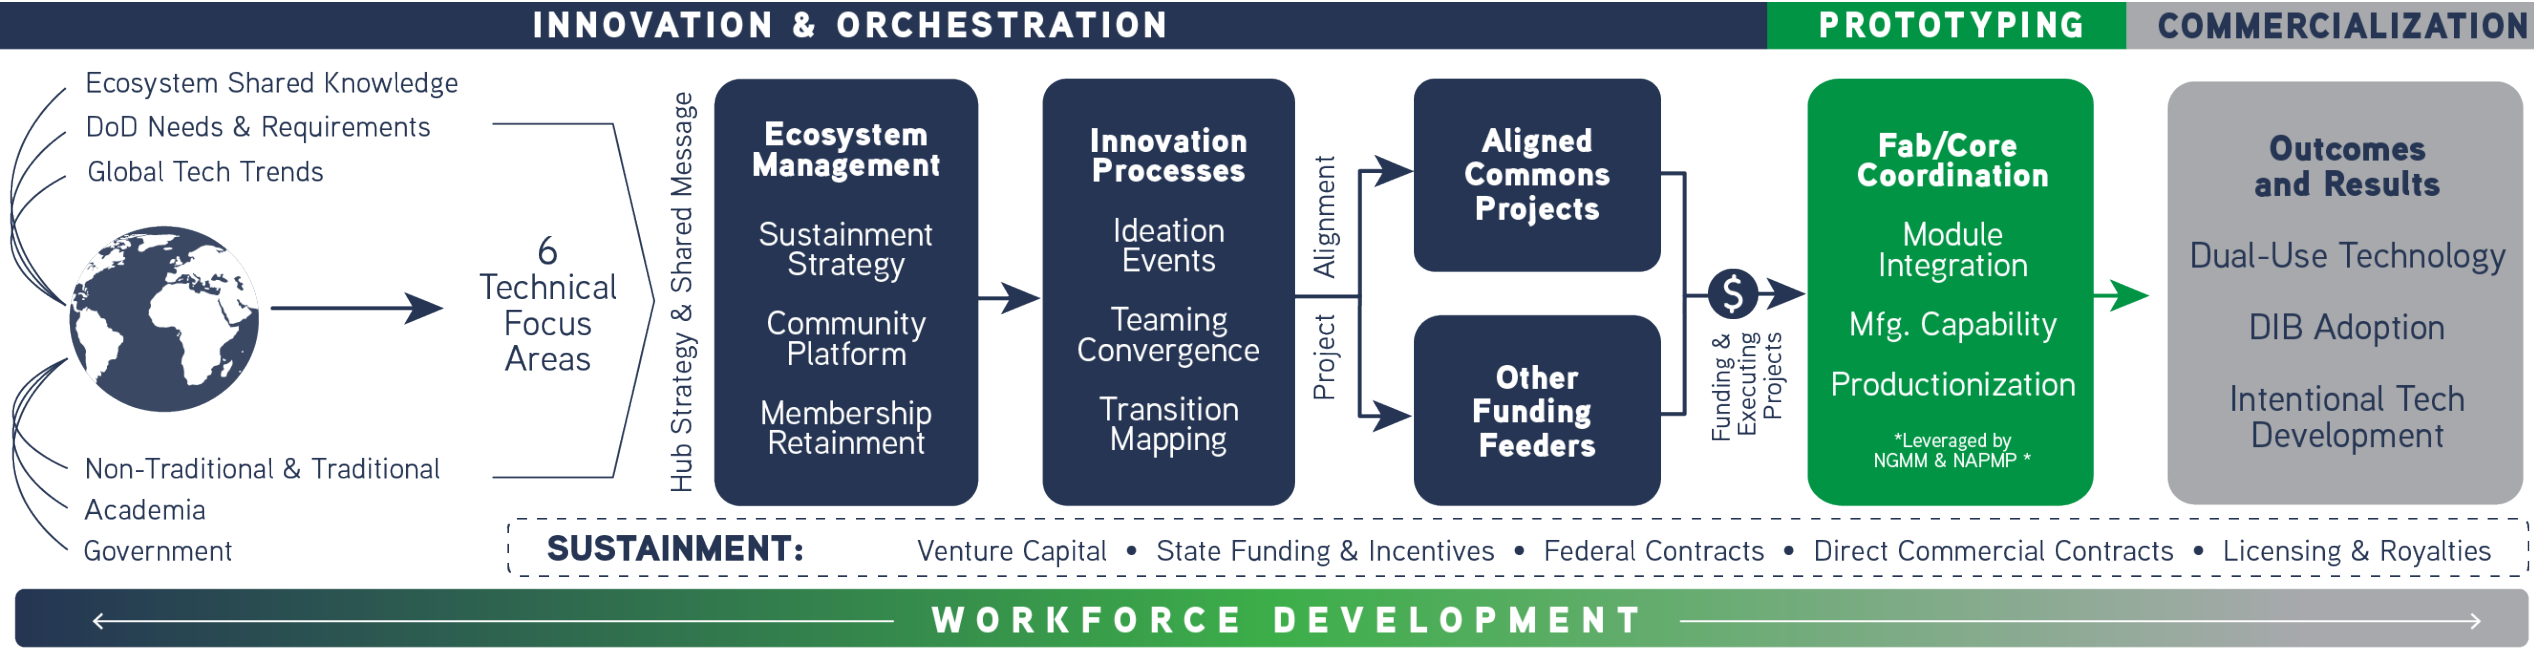 INNOVATION & ORCHESTRATION
PROTOTYPING
COMMERCIALIZATION
Ecosystem Shared Knowledge
DoD Needs & Requirements
Global Tech Trends
Non-Traditional & Traditional
Academia
Government
6
Technical
Focus
Areas
Hub Strategy & Shared Message
Ecosystem
Management
Sustainment
Strategy
Community
Platform
Membership
Retainment
Innovation
Processes
Ideation
Events
Teaming
Convergence
Transition
Mapping
Project Alignment
Aligned
Commons
Projects
Other
Funding
Feeders
$
Funding &
Executing
Projects
Fab/Core
Coordination
Module
Integration
Mfg. Capability
Productionization
*Leveraged by
NGMM & NAPMP *
Outcomes
and Results
Dual-Use Technology
DIB Adoption
Intentional Tech
Development
SUSTAINMENT: Venture Capital • State Funding & Incentives • Federal Contracts • Direct Commercial Contracts • Licensing & Royalties
WORKFORCE DEVELOPMENT